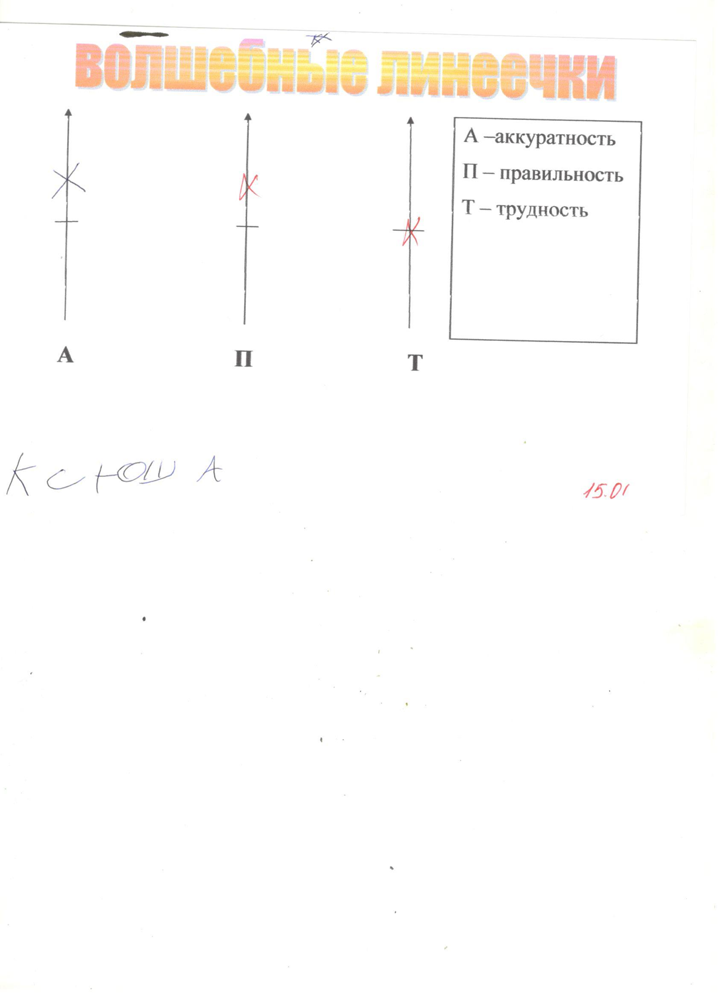 волшебные линеечки
А –аккуратность
П – правильность
Т – трудность
А П Т
Ксюша
15.01